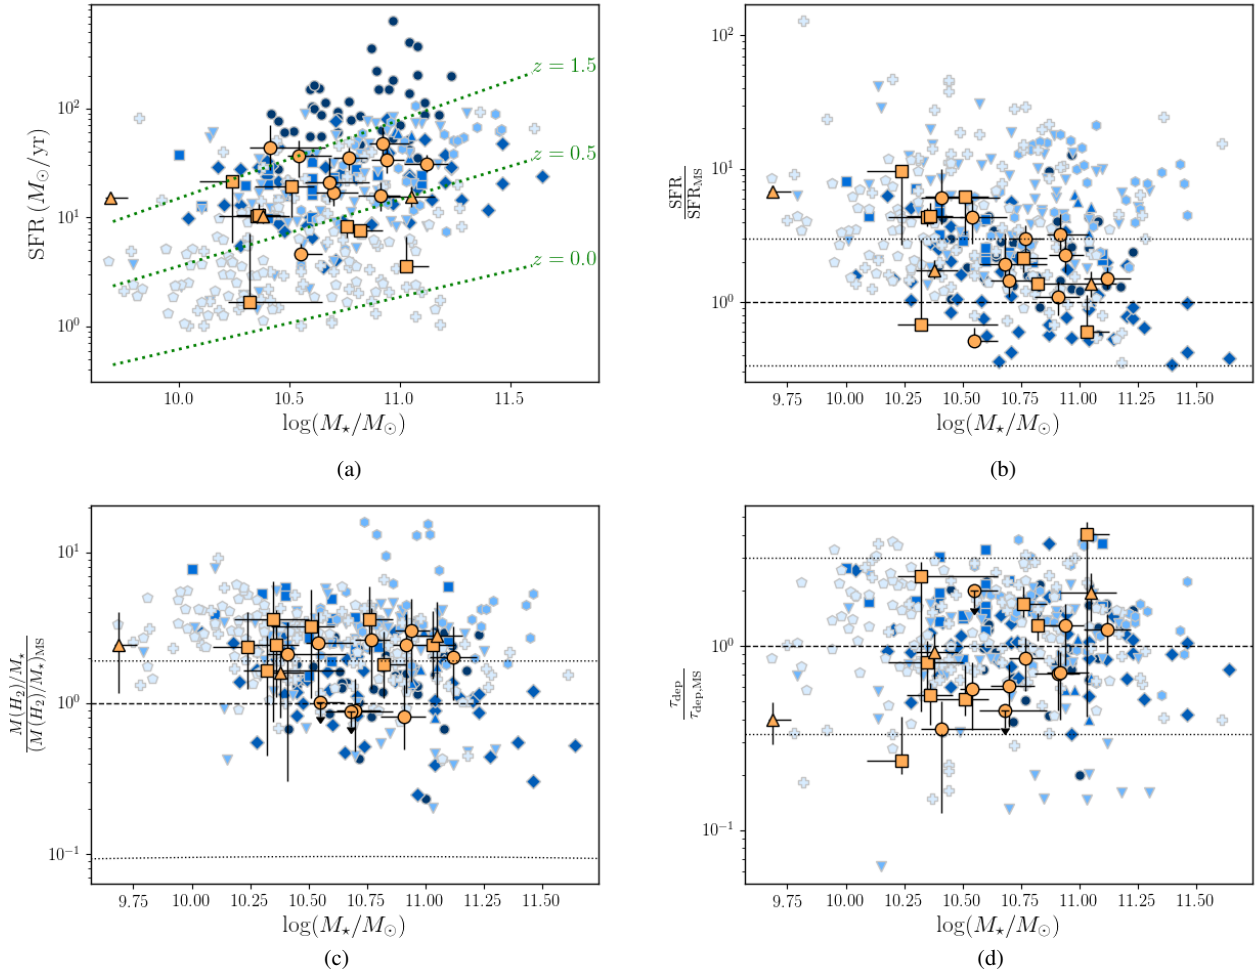 10²
10¹
10⁰
SFR (M⊙/yr)
z = 1.5
z = 0.5
z = 0.0
10.0 10.5 11.0 11.5
log(M⋆/M⊙)
(a)
10²
10¹
10⁰
SFR
SFR_MS
9.75 10.00 10.25 10.50 10.75 11.00 11.25 11.50
log(M⋆/M⊙)
(b)
10¹
10⁰
10⁻¹
M(H₂)/M⋆
(M(H₂)/M⋆)_MS
9.75 10.00 10.25 10.50 10.75 11.00 11.25 11.50
log(M⋆/M⊙)
(c)
10⁰
10⁻¹
τ_dep
τ_dep,MS
9.75 10.00 10.25 10.50 10.75 11.00 11.25 11.50
log(M⋆/M⊙)
(d)